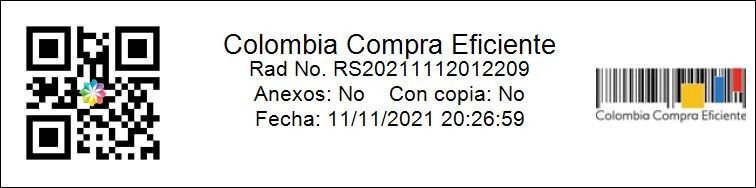 Colombia Compra Eficiente
Rad No. RS20211112012209
Anexos: No Con copia: No
Fecha: 11/11/2021 20:26:59
Colombia Compra Eficiente